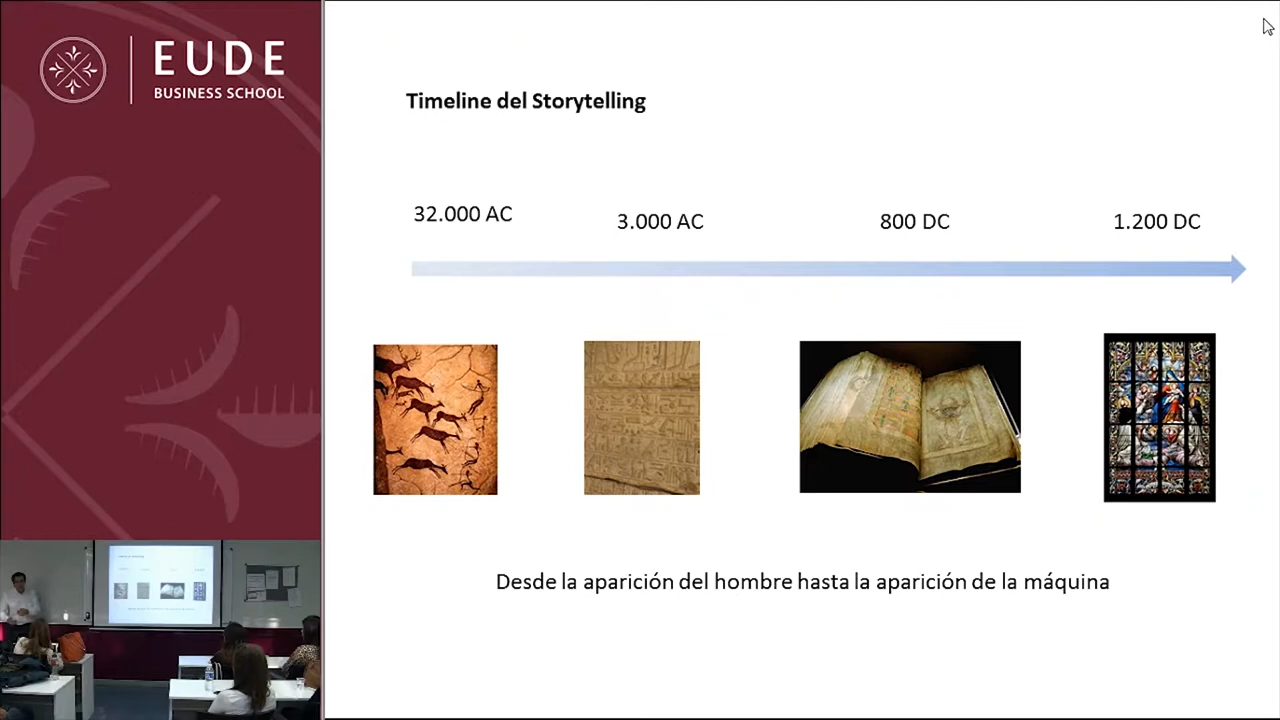 EUDE
BUSINESS SCHOOL
Timeline del Storytelling
32.000 AC
3.000 AC
800 DC
1.200 DC
Desde la aparición del hombre hasta la aparición de la máquina